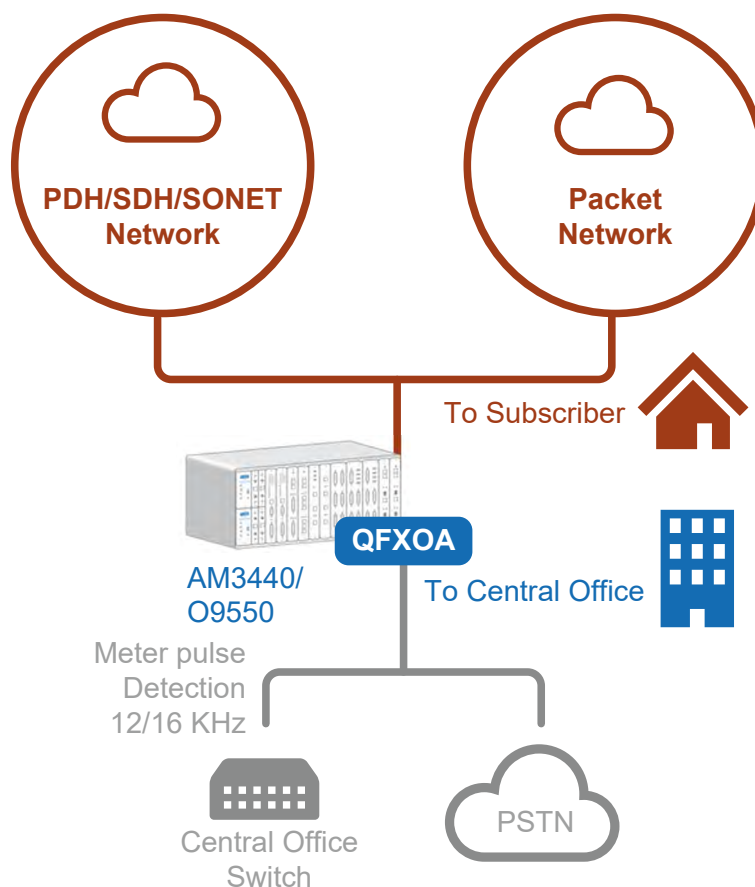 PDH/SDH/SONET
Network
Packet
Network
To Subscriber
QFXOA
AM3440/
O9550
To Central Office
Meter pulse
Detection
12/16 KHz
Central Office
Switch
PSTN